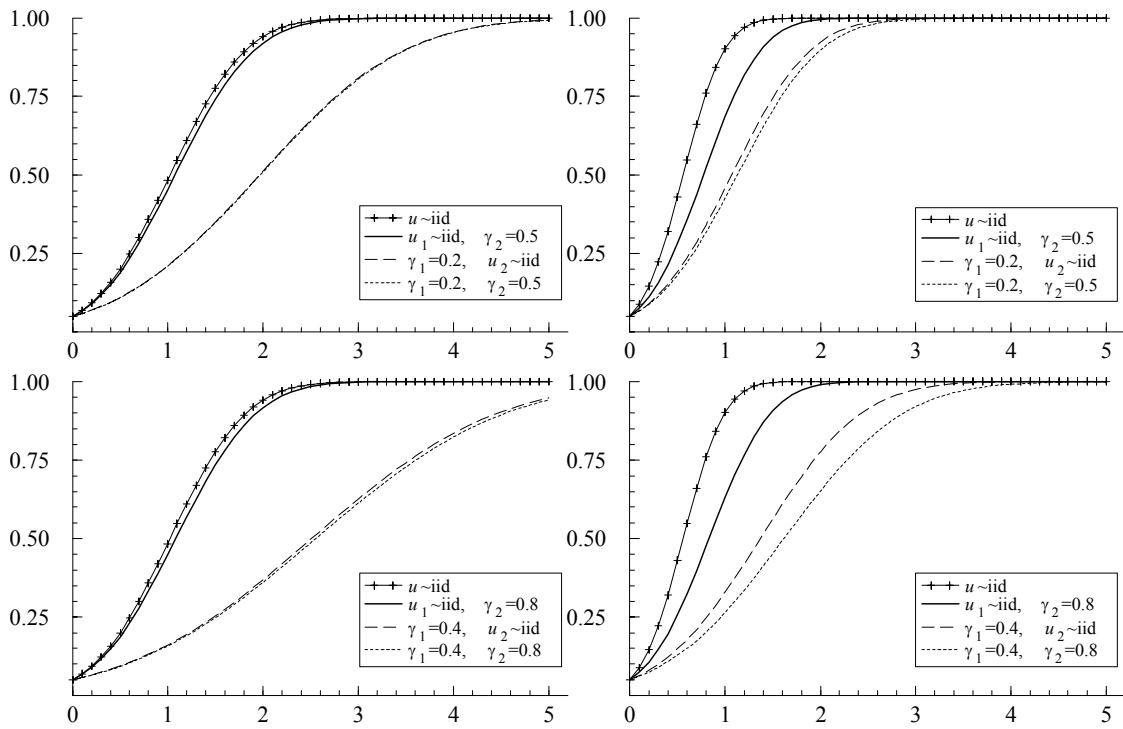 1.00
0.75
0.50
0.25
0 1 2 3 4 5
u ~iid
u 1 ~iid, γ 2 =0.5
γ 1 =0.2, u 2 ~iid
γ 1 =0.2, γ 2 =0.5
1.00
0.75
0.50
0.25
0 1 2 3 4 5
u ~iid
u 1 ~iid, γ 2 =0.5
γ 1 =0.2, u 2 ~iid
γ 1 =0.2, γ 2 =0.5
1.00
0.75
0.50
0.25
0 1 2 3 4 5
u ~iid
u 1 ~iid, γ 2 =0.8
γ 1 =0.4, u 2 ~iid
γ 1 =0.4, γ 2 =0.8
1.00
0.75
0.50
0.25
0 1 2 3 4 5
u ~iid
u 1 ~iid, γ 2 =0.8
γ 1 =0.4, u 2 ~iid
γ 1 =0.4, γ 2 =0.8